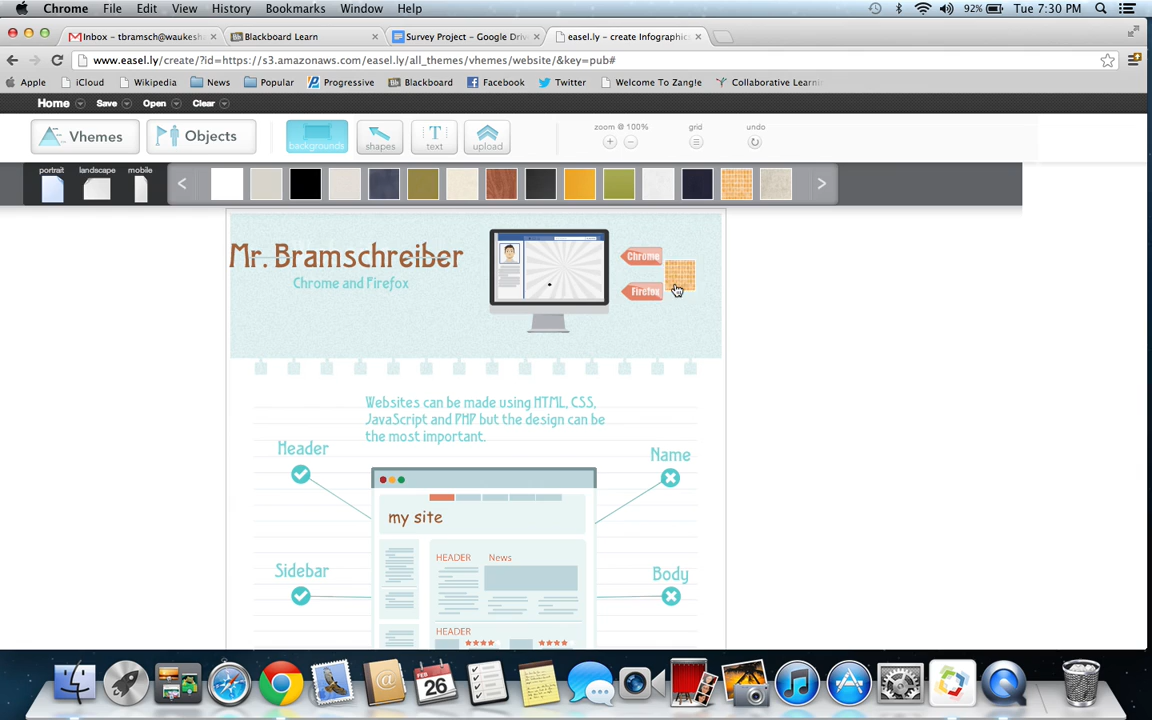 Chrome File Edit View History Bookmarks Window Help 92% Tue 7:30 PM
Inbox - tbramsch@waukesh
Blackboard Learn
Survey Project - Google Driv
easel.ly - create Infographics
www.easel.ly/create/?id=https://s3.amazonaws.com/easel.ly/all_themes/vhemes/website/&key=pub#
Apple iCloud Wikipedia News Popular Progressive Blackboard Facebook Twitter Welcome To Zangle Collaborative Learni
Home Save Open Clear
Vhemes Objects backgrounds shapes T text upload zoom @ 100% grid undo
portrait landscape mobile
Mr. Bramschreiber
Chrome and Firefox
Chrome
Firefox
Websites can be made using HTML, CSS,
JavaScript and PHP but the design can be
the most important.
Header
Name
my site
HEADER News
Sidebar
Body
HEADER
FEB
26